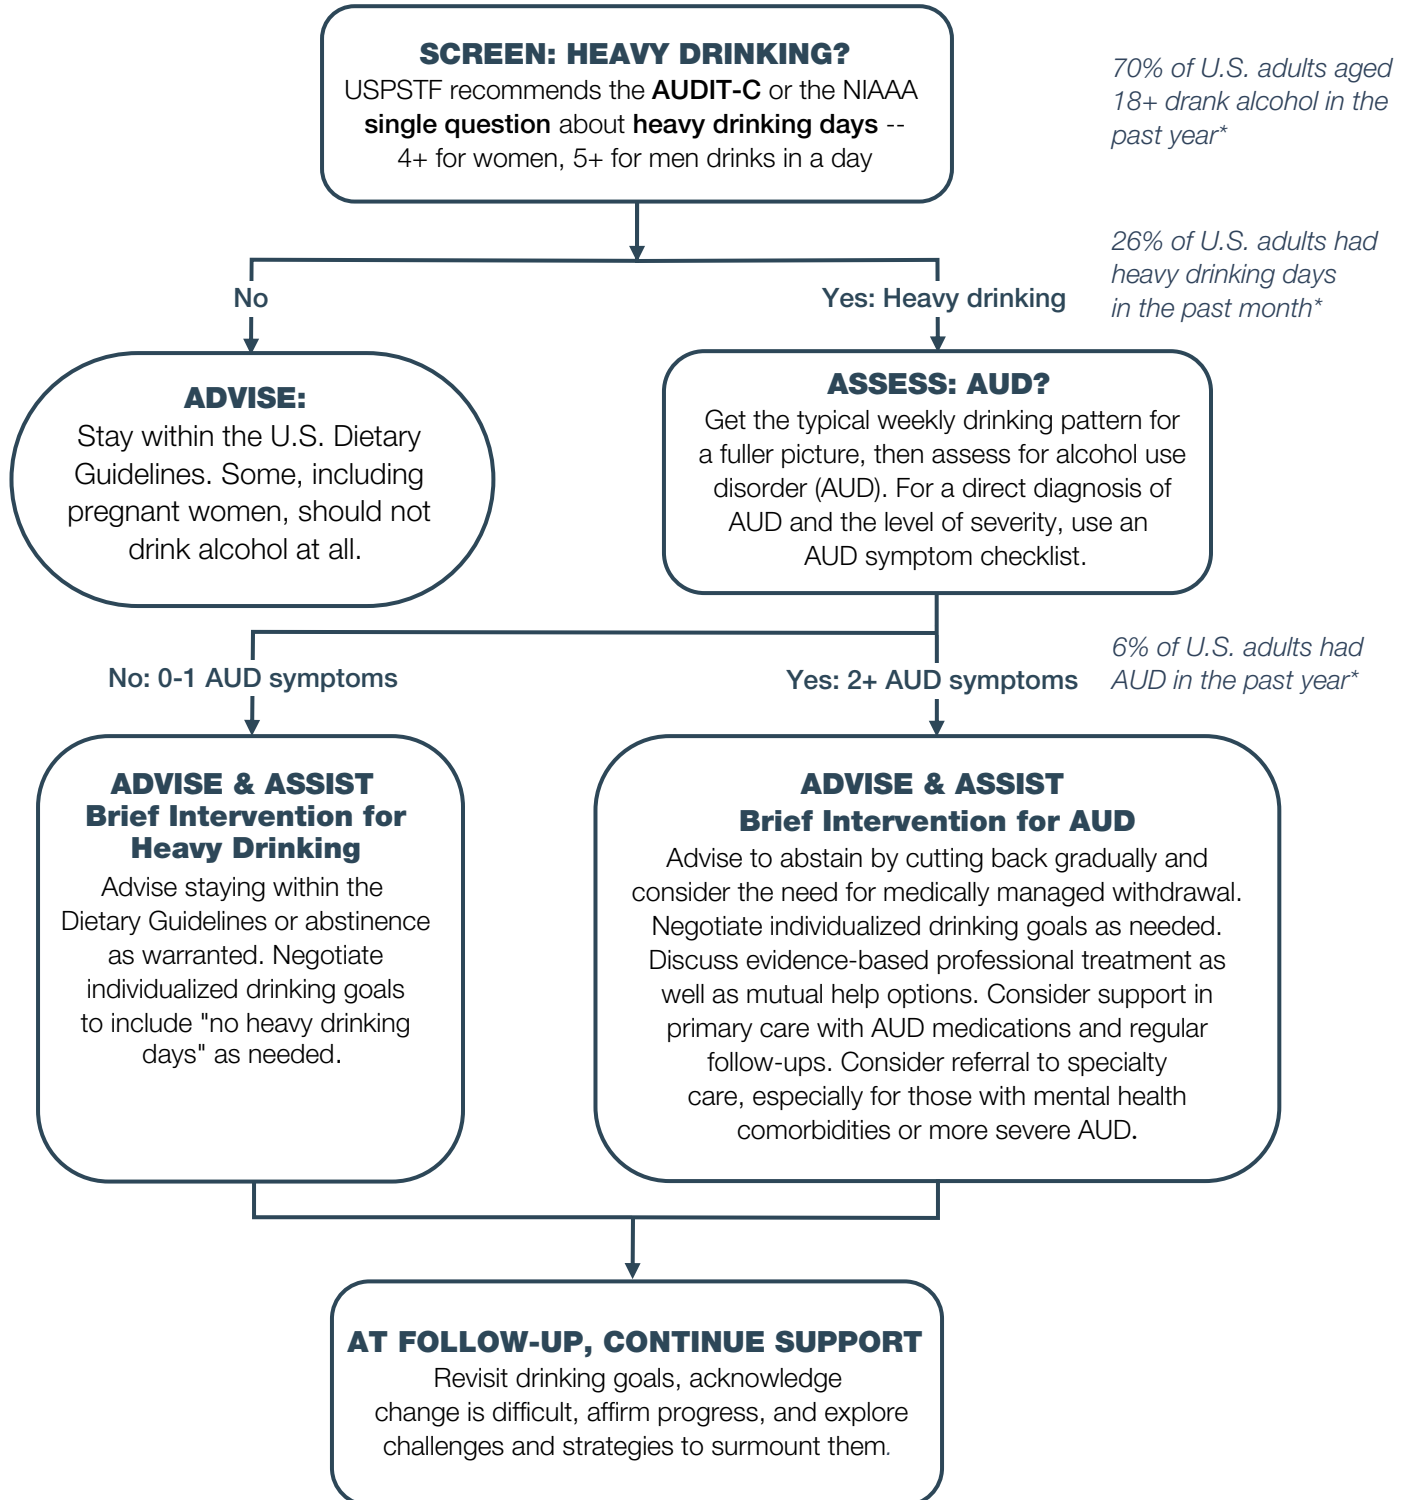 SCREEN: HEAVY DRINKING?
USPSTF recommends the AUDIT-C or the NIAAA
single question about heavy drinking days --
4+ for women, 5+ for men drinks in a day
70% of U.S. adults aged
18+ drank alcohol in the
past year*
26% of U.S. adults had
heavy drinking days
in the past month*
No
Yes: Heavy drinking
ADVISE:
Stay within the U.S. Dietary
Guidelines. Some, including
pregnant women, should not
drink alcohol at all.
ASSESS: AUD?
Get the typical weekly drinking pattern for
a fuller picture, then assess for alcohol use
disorder (AUD). For a direct diagnosis of
AUD and the level of severity, use an
AUD symptom checklist.
No: 0-1 AUD symptoms
Yes: 2+ AUD symptoms
6% of U.S. adults had
AUD in the past year*
ADVISE & ASSIST
Brief Intervention for
Heavy Drinking
Advise staying within the
Dietary Guidelines or abstinence
as warranted. Negotiate
individualized drinking goals
to include "no heavy drinking
days" as needed.
ADVISE & ASSIST
Brief Intervention for AUD
Advise to abstain by cutting back gradually and
consider the need for medically managed withdrawal.
Negotiate individualized drinking goals as needed.
Discuss evidence-based professional treatment as
well as mutual help options. Consider support in
primary care with AUD medications and regular
follow-ups. Consider referral to specialty
care, especially for those with mental health
comorbidities or more severe AUD.
AT FOLLOW-UP, CONTINUE SUPPORT
Revisit drinking goals, acknowledge
change is difficult, affirm progress, and explore
challenges and strategies to surmount them.